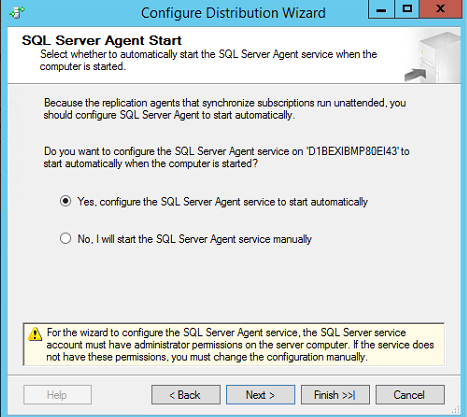 Configure Distribution Wizard
SQL Server Agent Start
Select whether to automatically start the SQL Server Agent service when the
computer is started.
Because the replication agents that synchronize subscriptions run unattended, you
should configure SQL Server Agent to start automatically.
Do you want to configure the SQL Server Agent service on 'D1BEXIBMP80EI43' to
start automatically when the computer is started?
Yes, configure the SQL Server Agent service to start automatically
No, I will start the SQL Server Agent service manually
For the wizard to configure the SQL Server Agent service, the SQL Server service
account must have administrator permissions on the server computer. If the service does
not have these permissions, you must change the configuration manually.
Help
< Back
Next >
Finish >>|
Cancel